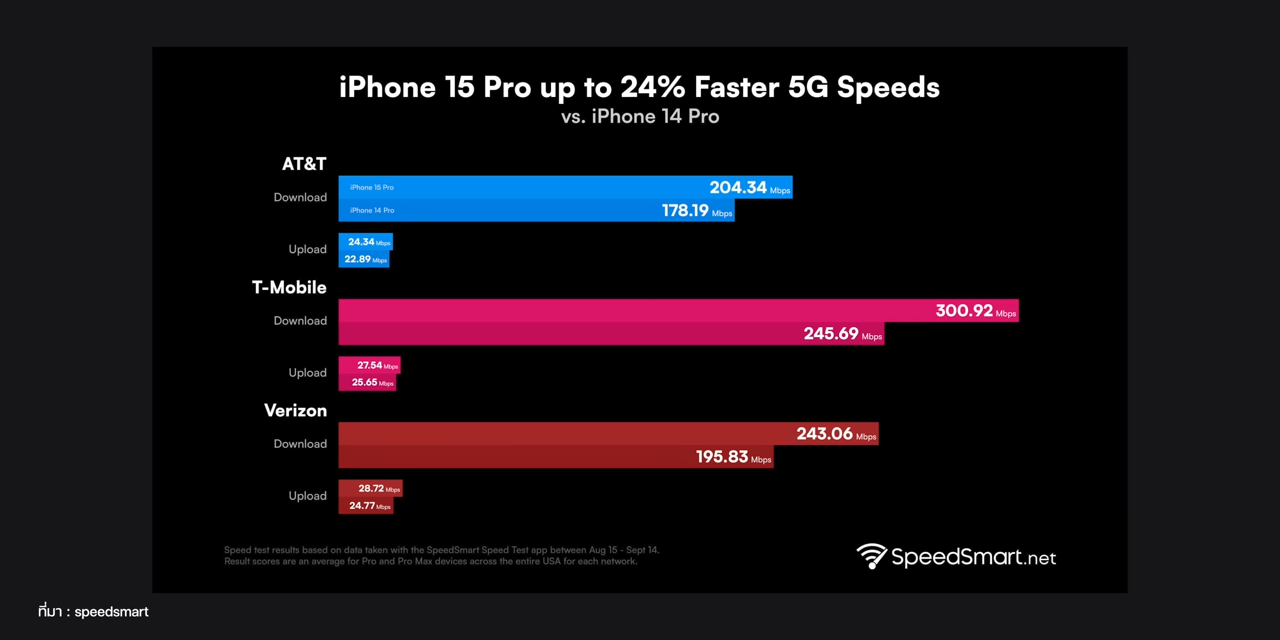 iPhone 15 Pro up to 24% Faster 5G Speeds
vs. iPhone 14 Pro
AT&T
Download
iPhone 15 Pro
204.34 Mbps
iPhone 14 Pro
178.19 Mbps
Upload
24.34 Mbps
22.89 Mbps
T-Mobile
Download
300.92 Mbps
245.69 Mbps
Upload
27.54 Mbps
25.65 Mbps
Verizon
Download
243.06 Mbps
195.83 Mbps
Upload
28.72 Mbps
24.77 Mbps
Speed test results based on data taken with the SpeedSmart Speed Test app between Aug 15 - Sept 14.
Result scores are an average for Pro and Pro Max devices across the entire USA for each network.
SpeedSmart.net
ที่มา : speedsmart